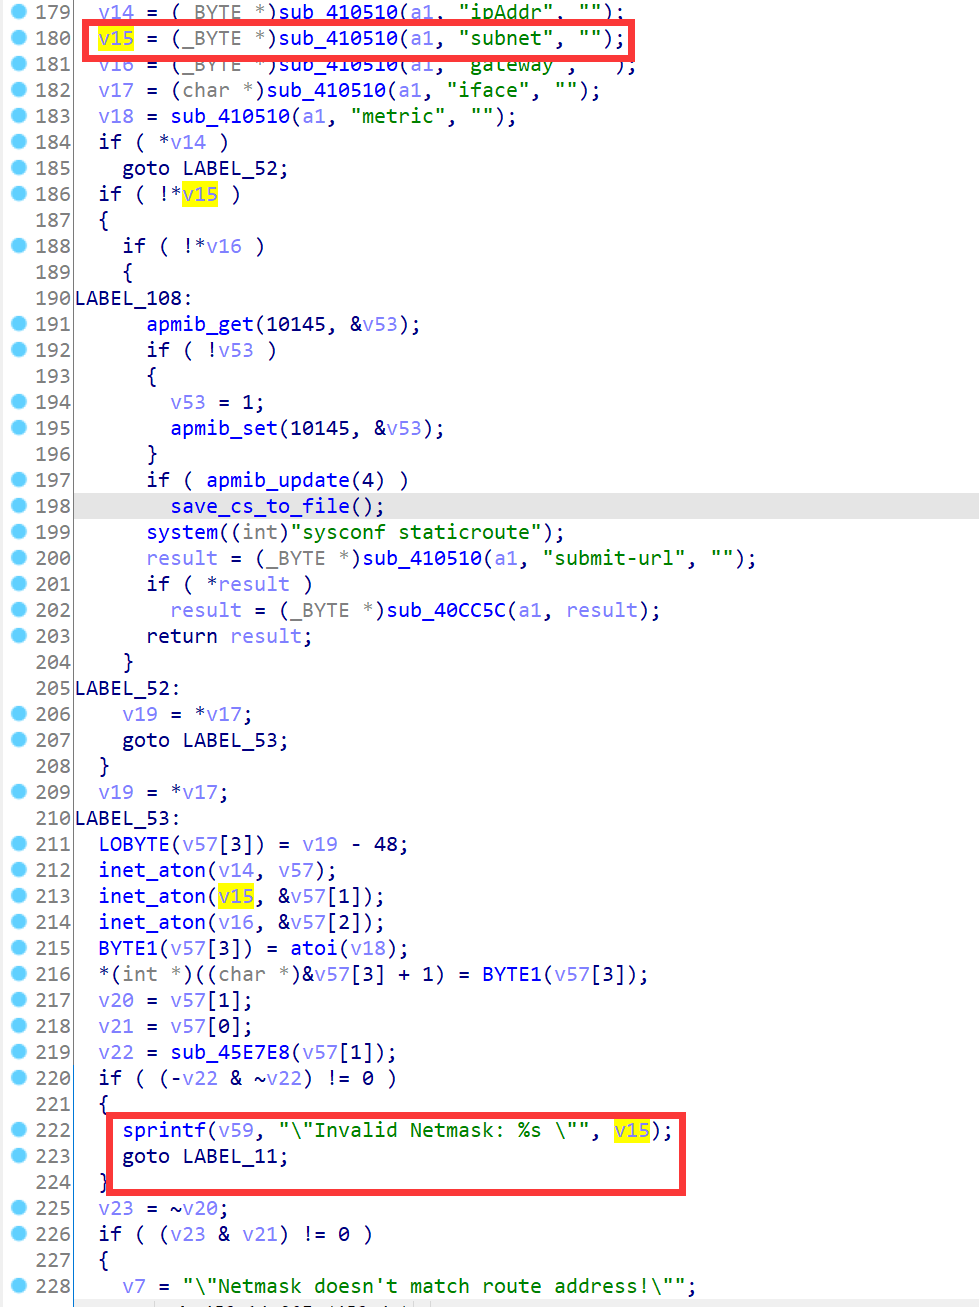 179 v14 = (_BYTE *)sub_410510(a1, "ipAddr", "");
180 v15 = (_BYTE *)sub_410510(a1, "subnet", "");
181 v16 = (_BYTE *)sub_410510(a1, "gateway", "");
182 v17 = (char *)sub_410510(a1, "iface", "");
183 v18 = sub_410510(a1, "metric", "");
184 if ( *v14 )
185 goto LABEL_52;
186 if ( !*v15 )
187 {
188 if ( !*v16 )
189 {
190 LABEL_108:
191 apmib_get(10145, &v53);
192 if ( !v53 )
193 {
194 v53 = 1;
195 apmib_set(10145, &v53);
196 }
197 if ( apmib_update(4) )
198 save_cs_to_file();
199 system((int)"sysconf staticroute");
200 result = (_BYTE *)sub_410510(a1, "submit-url", "");
201 if ( *result )
202 result = (_BYTE *)sub_40CC5C(a1, result);
203 return result;
204 }
205 LABEL_52:
206 v19 = *v17;
207 goto LABEL_53;
208 }
209 v19 = *v17;
210 LABEL_53:
211 LOBYTE(v57[3]) = v19 - 48;
212 inet_aton(v14, v57);
213 inet_aton(v15, &v57[1]);
214 inet_aton(v16, &v57[2]);
215 BYTE1(v57[3]) = atoi(v18);
216 *(int *)((char *)&v57[3] + 1) = BYTE1(v57[3]);
217 v20 = v57[1];
218 v21 = v57[0];
219 v22 = sub_45E7E8(v57[1]);
220 if ( (-v22 & ~v22) != 0 )
221 {
222 sprintf(v59, "\"Invalid Netmask: %s \"", v15);
223 goto LABEL_11;
224 }
225 v23 = ~v20;
226 if ( (v23 & v21) != 0 )
227 {
228 v7 = "\"Netmask doesn't match route address!\"";